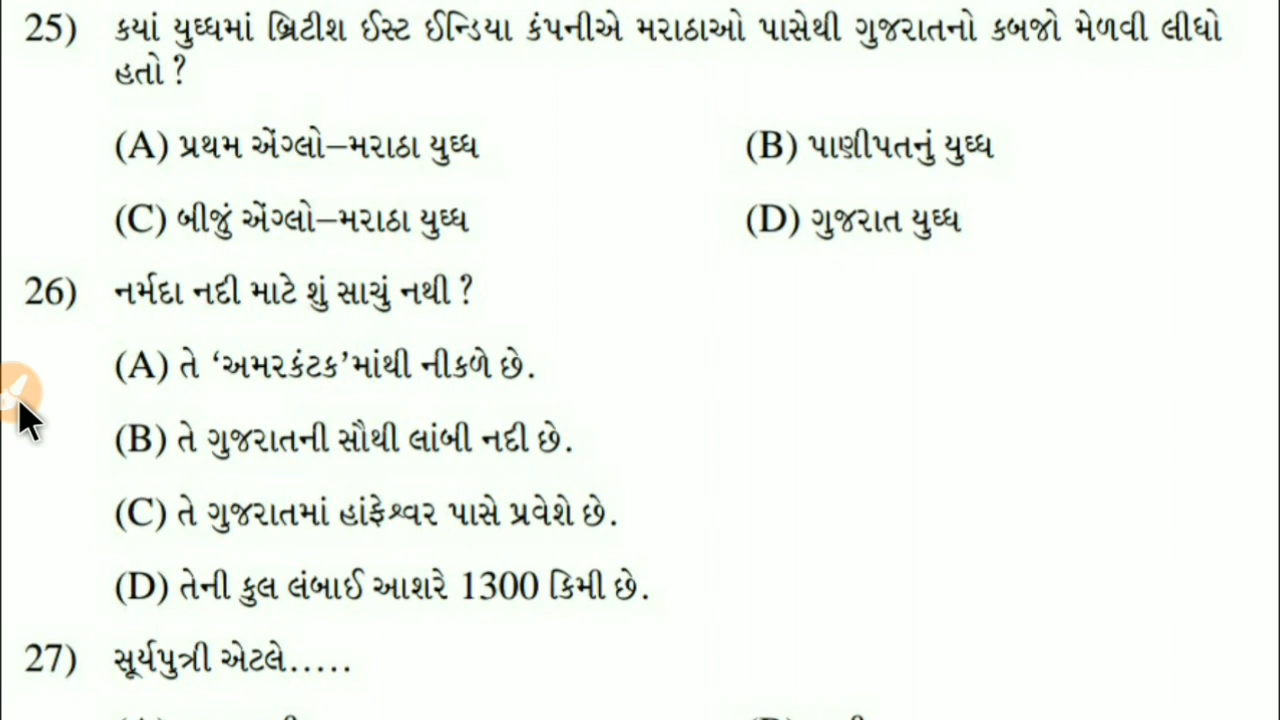 25) કયાં યુધ્ધમાં બ્રિટીશ ઈસ્ટ ઈન્ડિયા કંપનીએ મરાઠાઓ પાસેથી ગુજરાતનો કબજો મેળવી લીધો
હતો ?
(A) પ્રથમ એંગ્લો–મરાઠા યુધ્ધ (B) પાણીપતનું યુધ્ધ
(C) બીજું એંગ્લો–મરાઠા યુધ્ધ (D) ગુજરાત યુધ્ધ
26) નર્મદા નદી માટે શું સાચું નથી ?
(A) તે ‘અમરકંટક’માંથી નીકળે છે.
(B) તે ગુજરાતની સૌથી લાંબી નદી છે.
(C) તે ગુજરાતમાં હાંફેશ્વર પાસે પ્રવેશે છે.
(D) તેની કુલ લંબાઈ આશરે 1300 કિમી છે.
27) સૂર્યપુત્રી એટલે.....